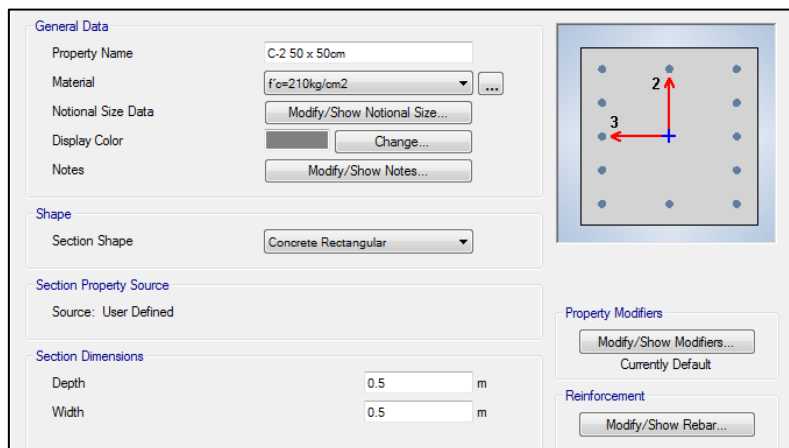 General Data
Property Name C-2 50 x 50cm
Material f´c=210kg/cm2 ...
Notional Size Data Modify/Show Notional Size...
Display Color Change...
Notes Modify/Show Notes...
Shape
Section Shape Concrete Rectangular
Section Property Source
Source: User Defined
Section Dimensions
Depth 0.5 m
Width 0.5 m
2
3
Property Modifiers
Modify/Show Modifiers...
Currently Default
Reinforcement
Modify/Show Rebar...